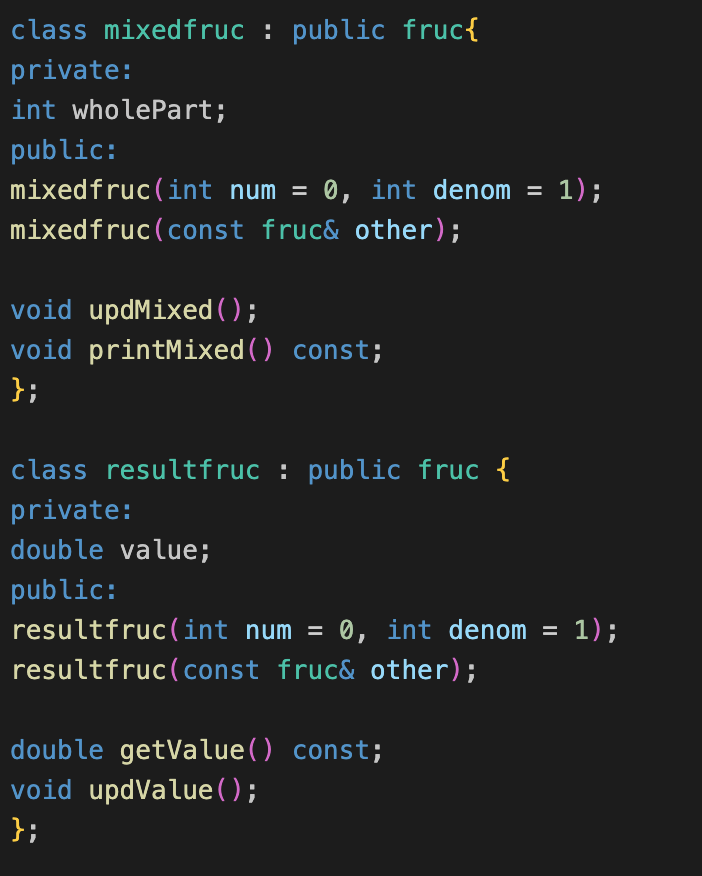 class mixedfruc : public fruc{
private:
int wholePart;
public:
mixedfruc(int num = 0, int denom = 1);
mixedfruc(const fruc& other);
void updMixed();
void printMixed() const;
};
class resultfruc : public fruc {
private:
double value;
public:
resultfruc(int num = 0, int denom = 1);
resultfruc(const fruc& other);
double getValue() const;
void updValue();
};